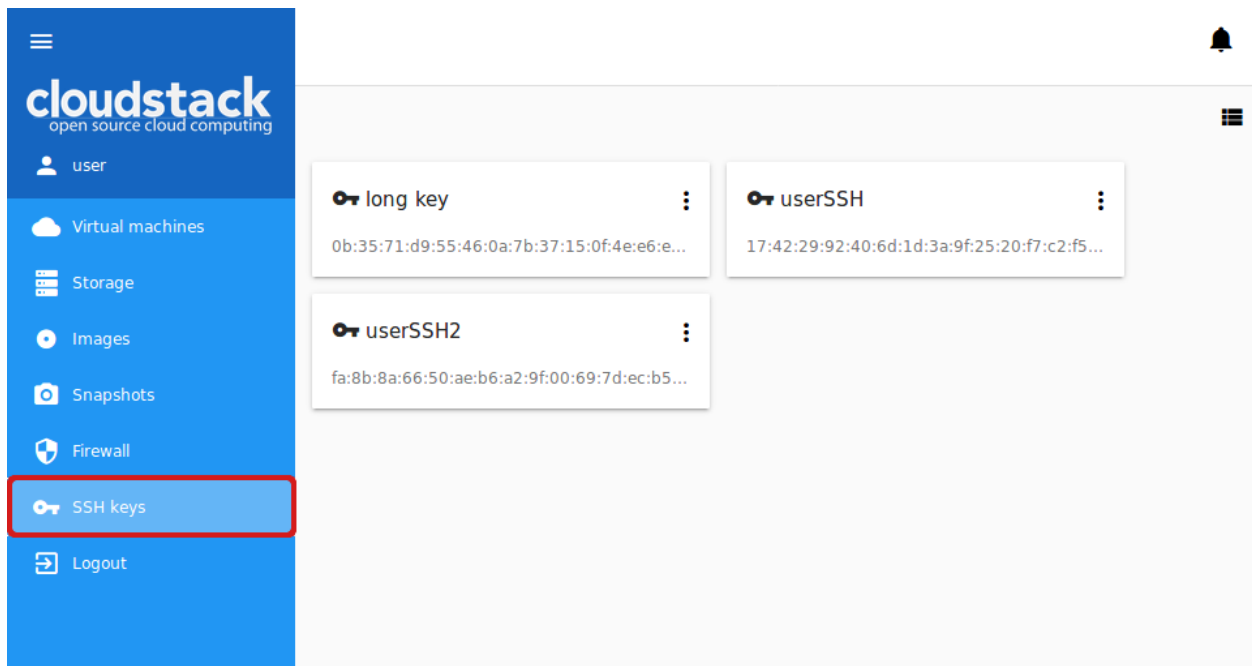 cloudstack
open source cloud computing
user
Virtual machines
Storage
Images
Snapshots
Firewall
SSH keys
Logout
long key
0b:35:71:d9:55:46:0a:7b:37:15:0f:4e:e6:e...
userSSH
17:42:29:92:40:6d:1d:3a:9f:25:20:f7:c2:f5...
userSSH2
fa:8b:8a:66:50:ae:b6:a2:9f:00:69:7d:ec:b5...